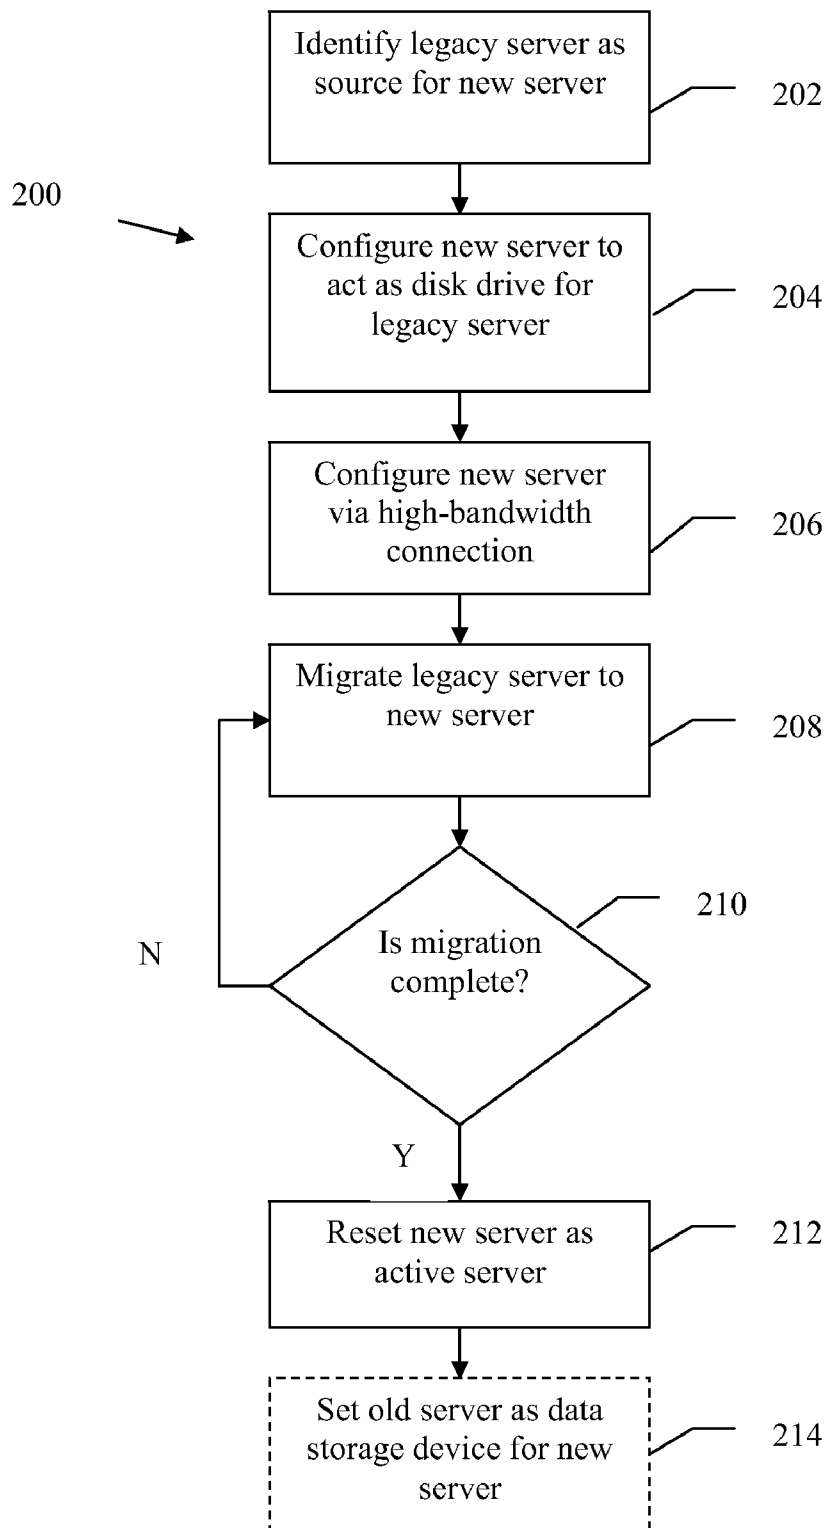 Identify legacy server as
source for new server
202
200
Configure new server to
act as disk drive for
legacy server
204
Configure new server
via high-bandwidth
connection
206
Migrate legacy server to
new server
208
210
Is migration
complete?
N
Y
Reset new server as
active server
212
Set old server as data
storage device for new
server
214